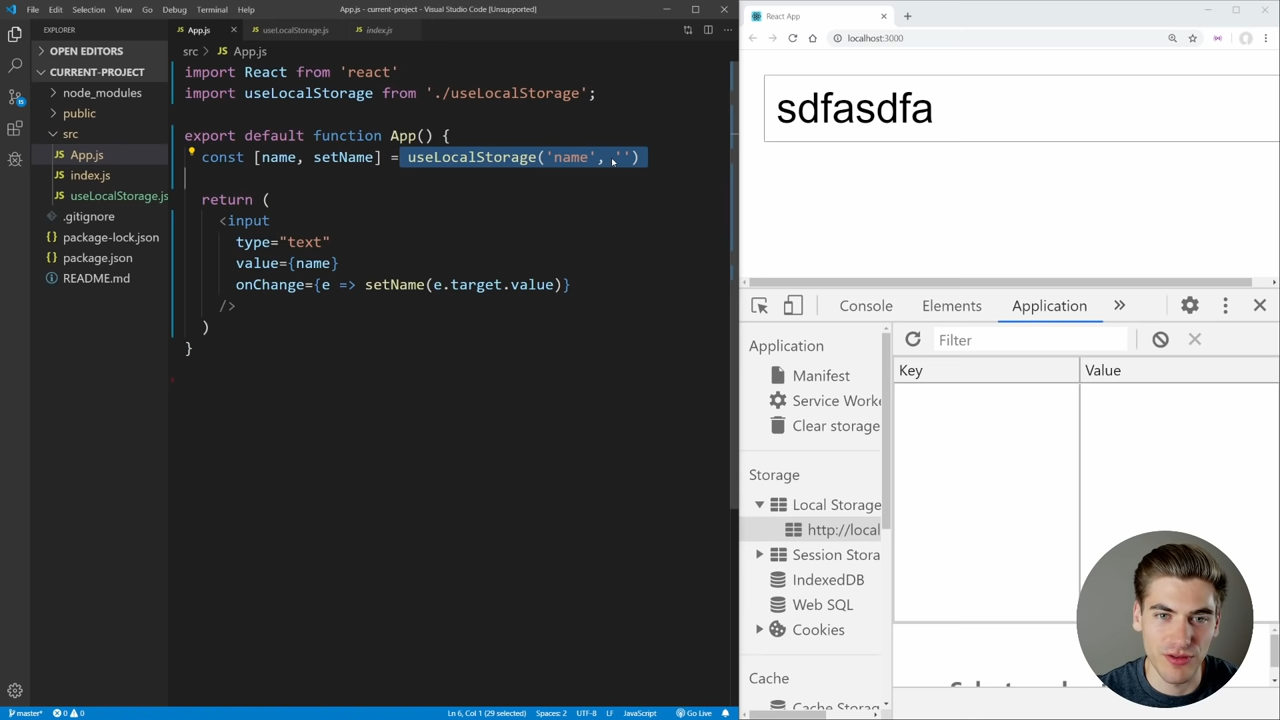 File Edit Selection View Go Debug Terminal Help
App.js - current-project - Visual Studio Code [Unsupported]
EXPLORER
OPEN EDITORS
CURRENT-PROJECT
node_modules
public
src
App.js
index.js
useLocalStorage.js
.gitignore
package-lock.json
package.json
README.md
App.js useLocalStorage.js index.js
src > App.js
import React from 'react'
import useLocalStorage from './useLocalStorage';
export default function App() {
const [name, setName] = useLocalStorage('name', '')
return (
<input
type="text"
value={name}
onChange={e => setName(e.target.value)}
/>
)
}
master* 0 0
Ln 6, Col 1 (29 selected) Spaces: 2 UTF-8 LF JavaScript Go Live
React App
localhost:3000
sdfasdfa
Console Elements Application
Filter
Application
Manifest
Service Worke
Clear storage
Storage
Local Storage
http://local
Session Stora
IndexedDB
Web SQL
Cookies
Cache
Key Value